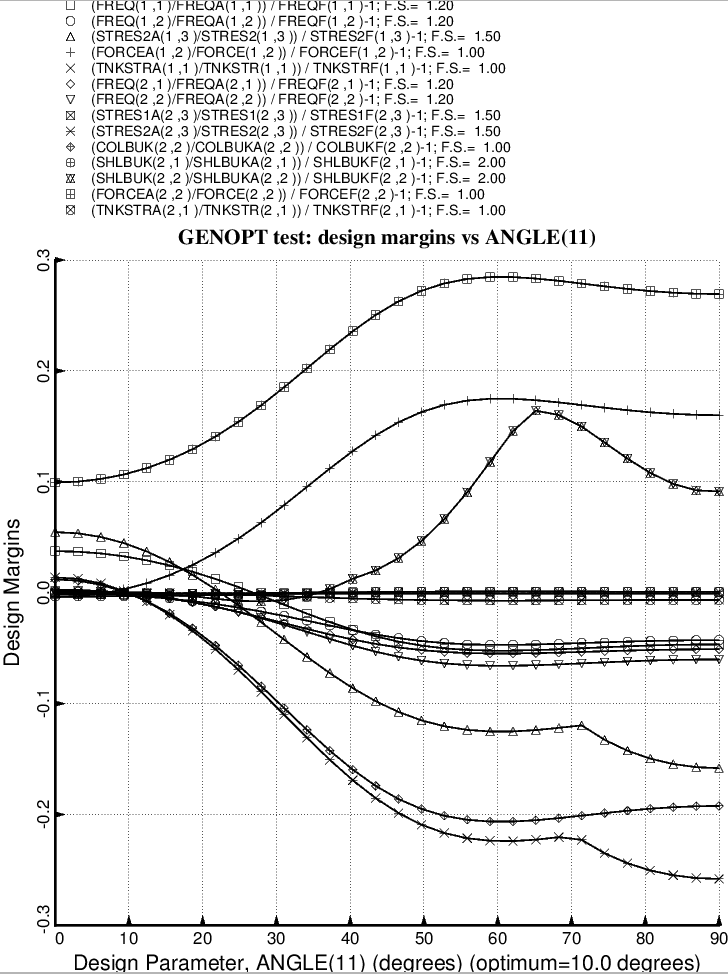 (FREQ(1 ,1 )/FREQA(1 ,1 )) / FREQF(1 ,1 )-1; F.S.= 1.20
(FREQ(1 ,2 )/FREQA(1 ,2 )) / FREQF(1 ,2 )-1; F.S.= 1.20
(STRES2A(1 ,3 )/STRES2(1 ,3 )) / STRES2F(1 ,3 )-1; F.S.= 1.50
(FORCEA(1 ,2 )/FORCE(1 ,2 )) / FORCEF(1 ,2 )-1; F.S.= 1.00
(TNKSTRA(1 ,1 )/TNKSTR(1 ,1 )) / TNKSTRF(1 ,1 )-1; F.S.= 1.00
(FREQ(2 ,1 )/FREQA(2 ,1 )) / FREQF(2 ,1 )-1; F.S.= 1.20
(FREQ(2 ,2 )/FREQA(2 ,2 )) / FREQF(2 ,2 )-1; F.S.= 1.20
(STRES1A(2 ,3 )/STRES1(2 ,3 )) / STRES1F(2 ,3 )-1; F.S.= 1.50
(STRES2A(2 ,3 )/STRES2(2 ,3 )) / STRES2F(2 ,3 )-1; F.S.= 1.50
(COLBUK(2 ,2 )/COLBUKA(2 ,2 )) / COLBUKF(2 ,2 )-1; F.S.= 1.00
(SHLBUK(2 ,1 )/SHLBUKA(2 ,1 )) / SHLBUKF(2 ,1 )-1; F.S.= 2.00
(SHLBUK(2 ,2 )/SHLBUKA(2 ,2 )) / SHLBUKF(2 ,2 )-1; F.S.= 2.00
(FORCEA(2 ,2 )/FORCE(2 ,2 )) / FORCEF(2 ,2 )-1; F.S.= 1.00
(TNKSTRA(2 ,1 )/TNKSTR(2 ,1 )) / TNKSTRF(2 ,1 )-1; F.S.= 1.00
GENOPT test: design margins vs ANGLE(11)
0.3
0.2
0.1
0.0
-0.1
-0.2
-0.3
Design Margins
0 10 20 30 40 50 60 70 80 90
Design Parameter, ANGLE(11) (degrees) (optimum=10.0 degrees)